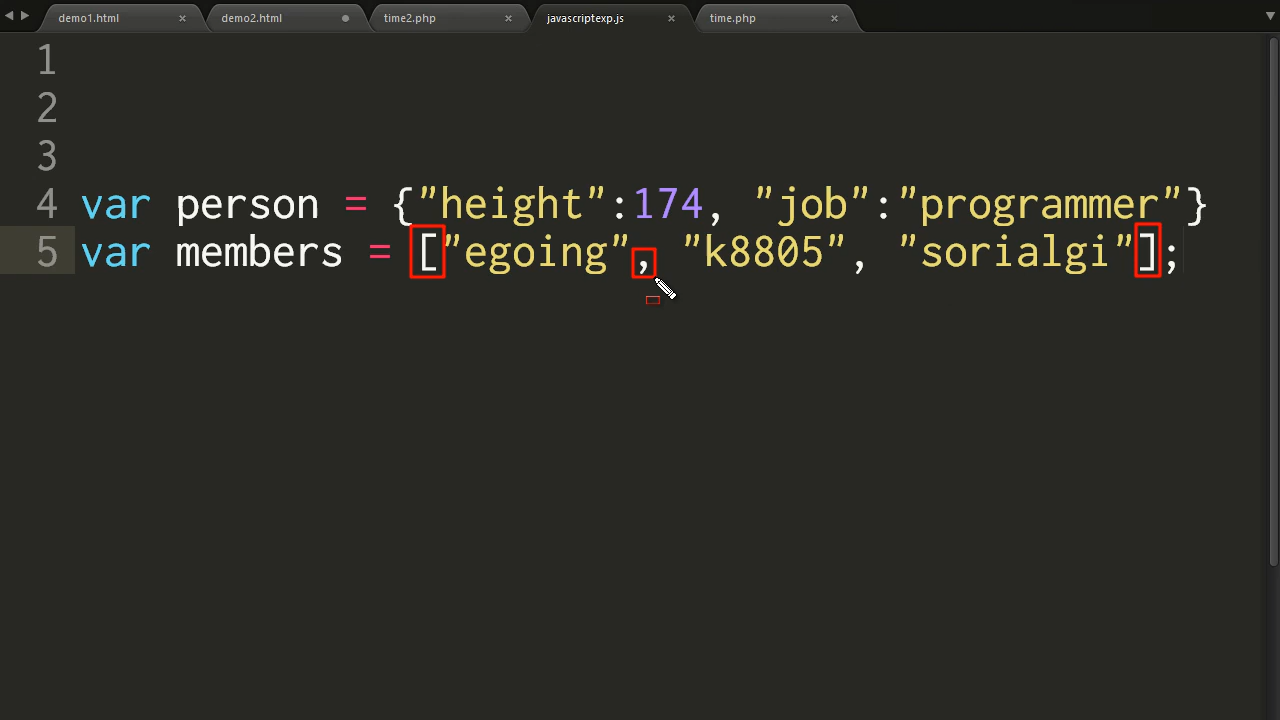 demo1.html demo2.html time2.php javascriptexp.js time.php
1
2
3
4 var person = {"height":174, "job":"programmer"}
5 var members = ["egoing", "k8805", "sorialgi"];